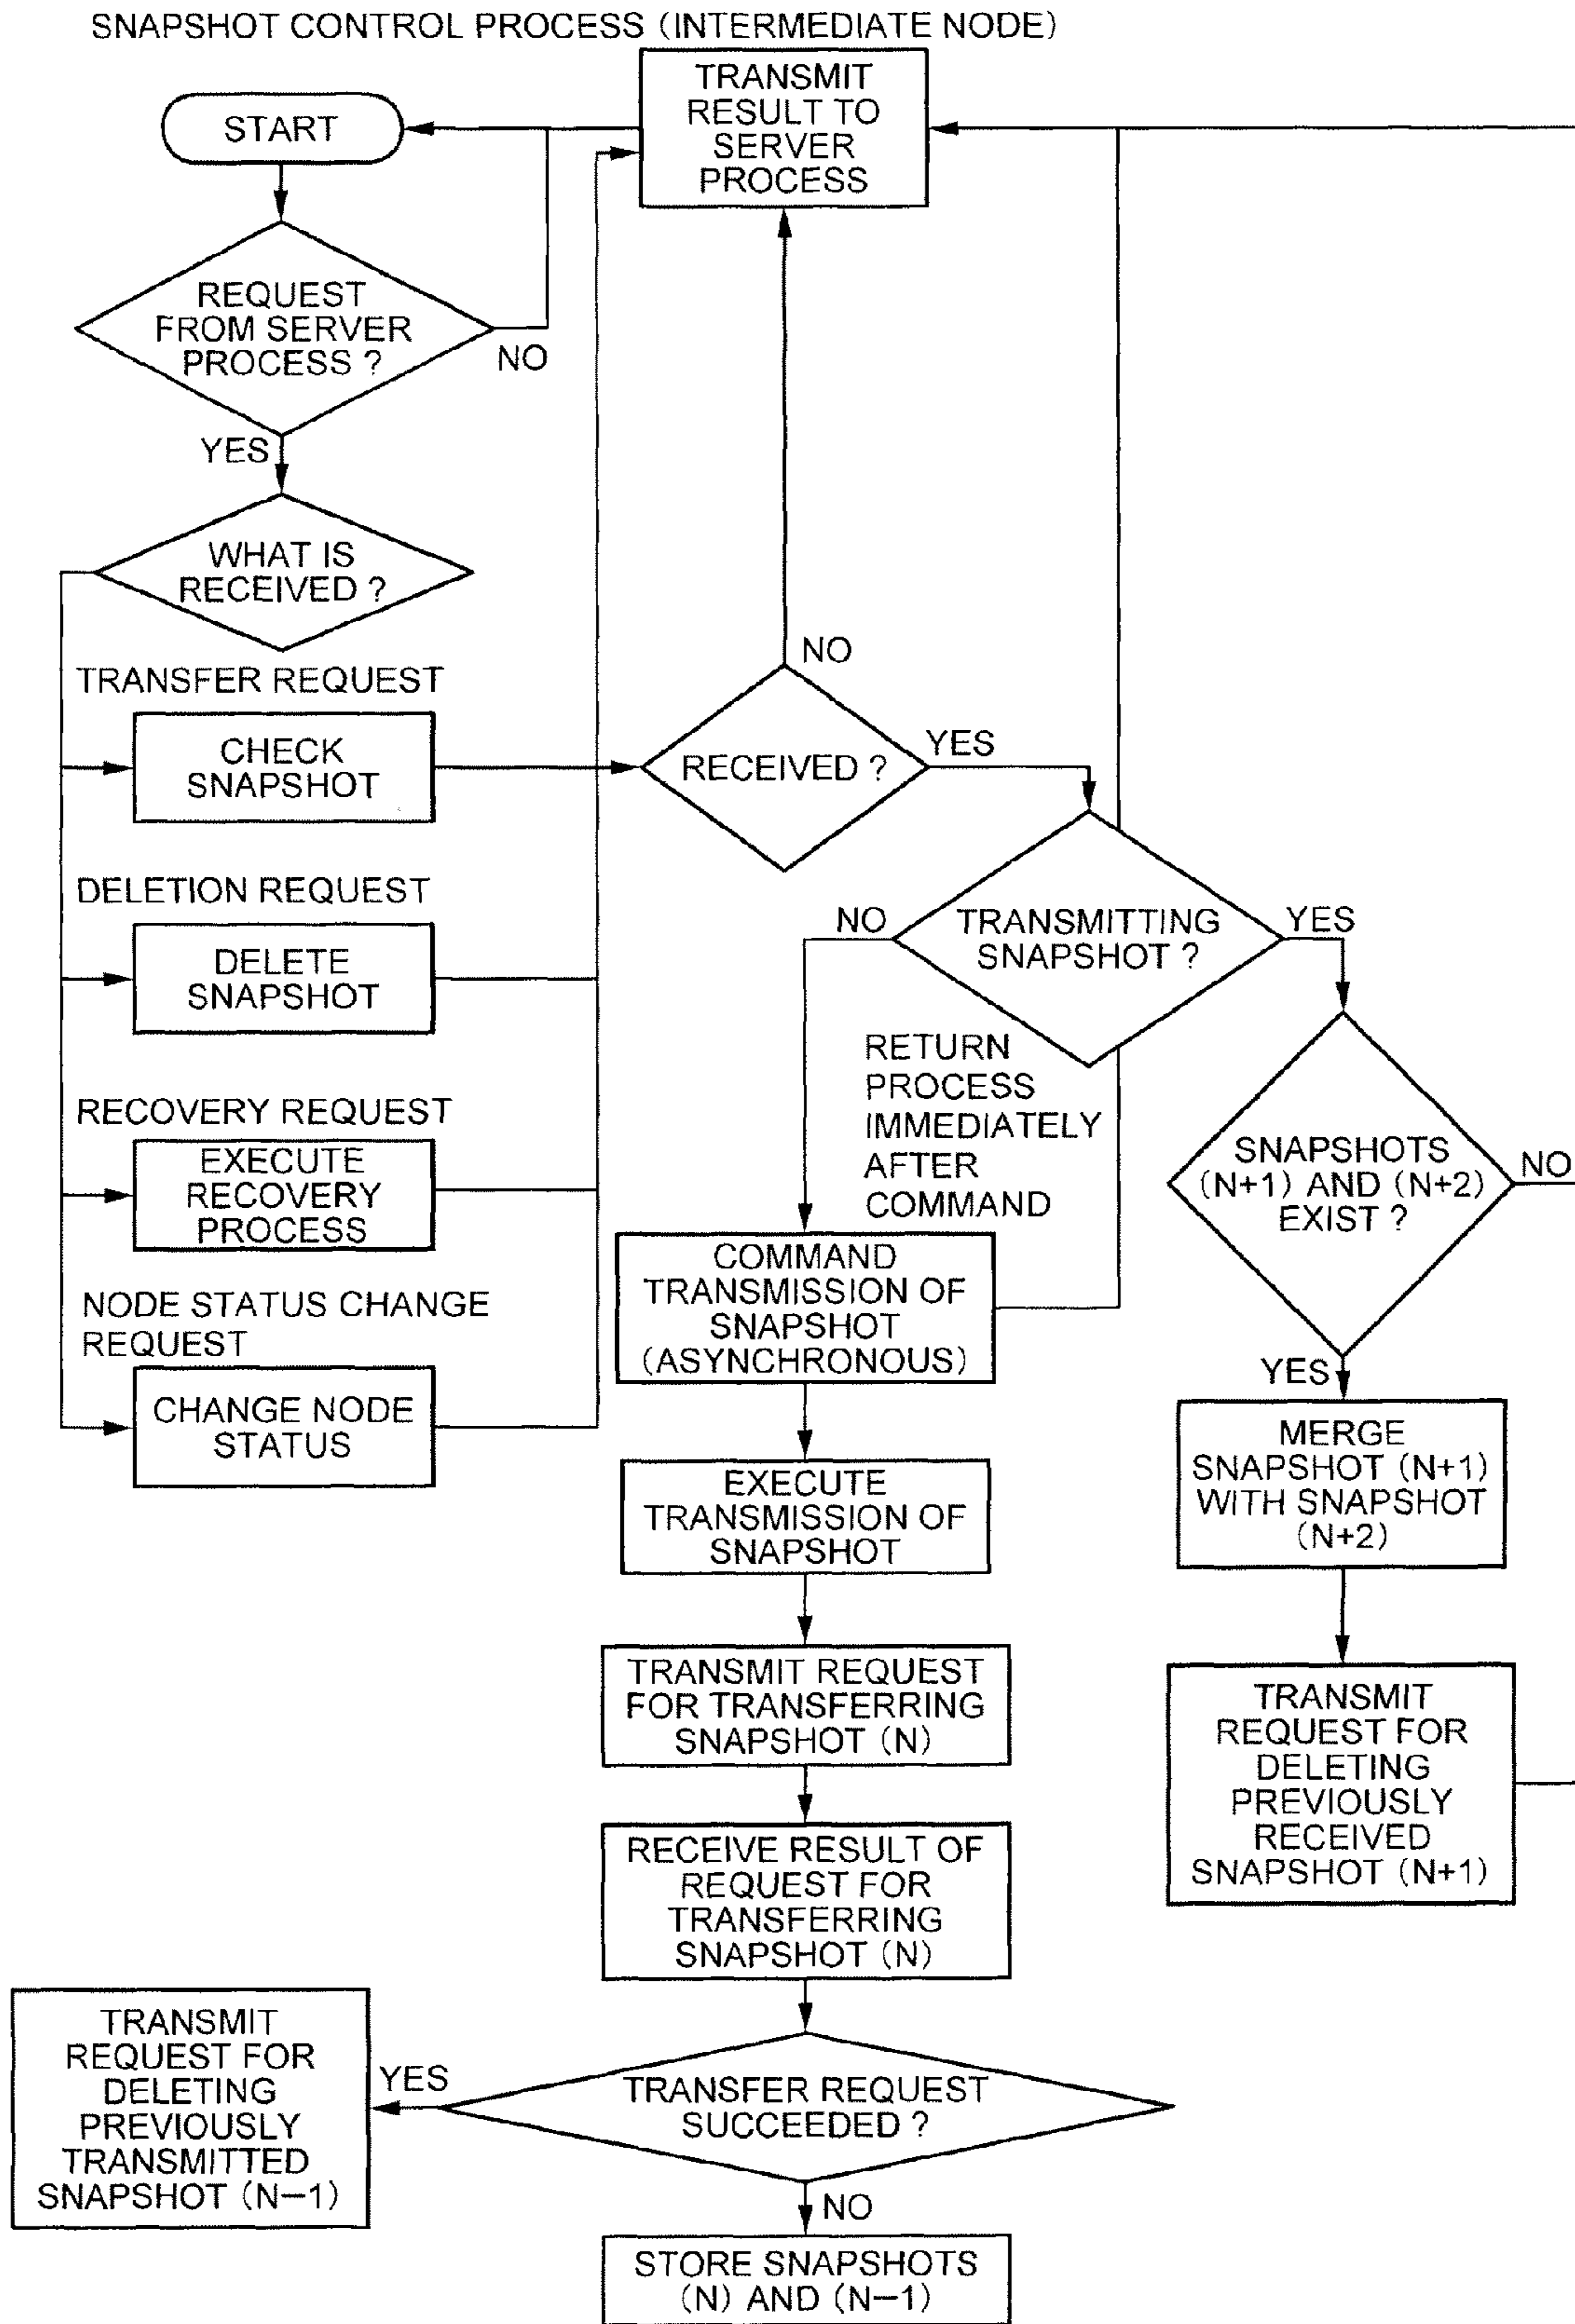 SNAPSHOT CONTROL PROCESS (INTERMEDIATE NODE)
TRANSMIT
RESULT TO
SERVER
PROCESS
START
REQUEST
FROM SERVER
PROCESS ?
NO
YES
WHAT IS
RECEIVED ?
TRANSFER REQUEST
CHECK
SNAPSHOT
DELETION REQUEST
DELETE
SNAPSHOT
RECOVERY REQUEST
EXECUTE
RECOVERY
PROCESS
NODE STATUS CHANGE
REQUEST
CHANGE NODE
STATUS
NO
RECEIVED ?
YES
NO
TRANSMITTING
SNAPSHOT ?
YES
RETURN
PROCESS
IMMEDIATELY
AFTER
COMMAND
SNAPSHOTS
(N+1) AND (N+2)
EXIST ?
NO
YES
COMMAND
TRANSMISSION OF
SNAPSHOT
(ASYNCHRONOUS)
MERGE
SNAPSHOT (N+1)
WITH SNAPSHOT
(N+2)
EXECUTE
TRANSMISSION OF
SNAPSHOT
TRANSMIT REQUEST
FOR TRANSFERRING
SNAPSHOT (N)
TRANSMIT
REQUEST FOR
DELETING
PREVIOUSLY
RECEIVED
SNAPSHOT (N+1)
RECEIVE RESULT OF
REQUEST FOR
TRANSFERRING
SNAPSHOT (N)
TRANSFER REQUEST
SUCCEEDED ?
YES
TRANSMIT
REQUEST FOR
DELETING
PREVIOUSLY
TRANSMITTED
SNAPSHOT (N−1)
NO
STORE SNAPSHOTS
(N) AND (N−1)